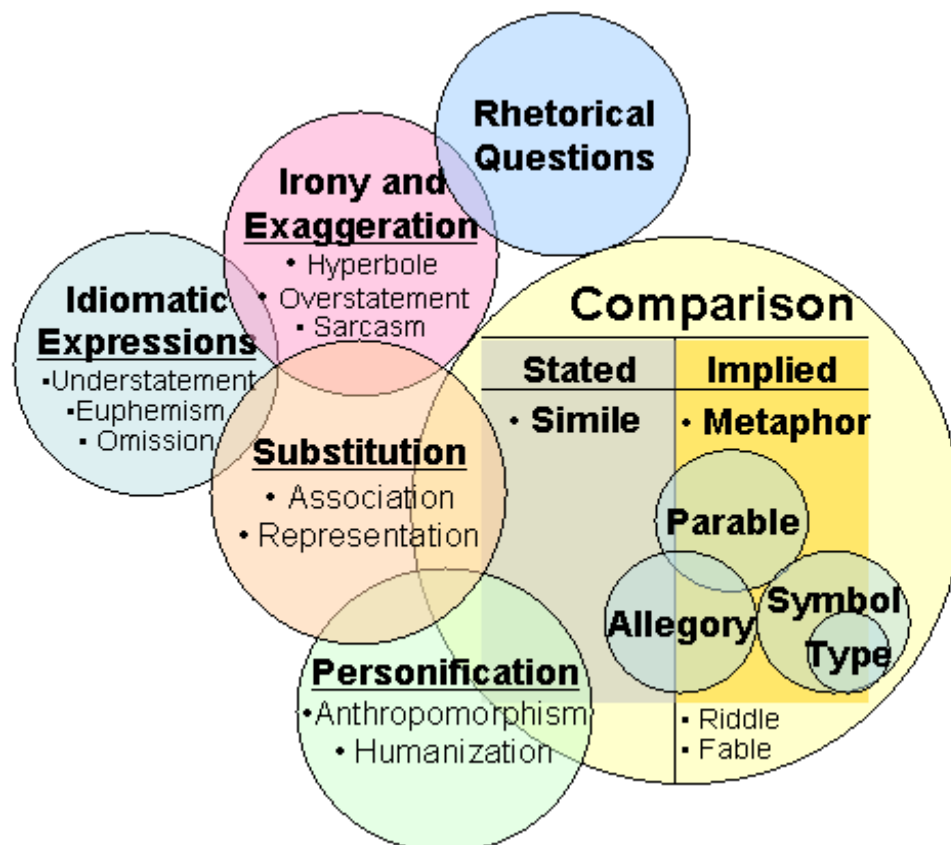 Rhetorical
Questions
Irony and
Exaggeration
• Hyperbole
• Overstatement
▪ Sarcasm
Idiomatic
Expressions
▪Understatement
▪Euphemism
▪ Omission
Substitution
• Association
• Representation
Personification
•Anthropomorphism
• Humanization
Comparison
Stated
• Simile
Implied
• Metaphor
Parable
Allegory
Symbol
Type
• Riddle
• Fable